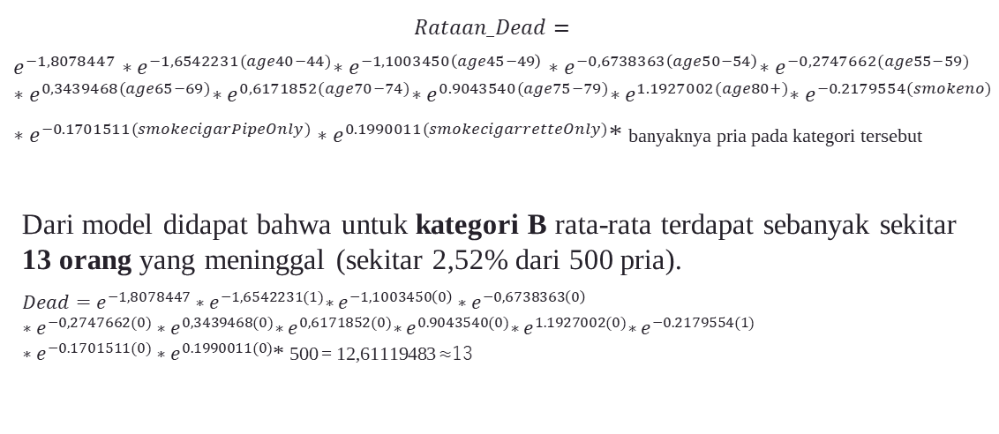 Rataan_Dead =
e^−1,8078447 * e^−1,6542231(age40−44) * e^−1,1003450(age45−49) * e^−0,6738363(age50−54) * e^−0,2747662(age55−59)
* e^0,3439468(age65−69) * e^0,6171852(age70−74) * e^0.9043540(age75−79) * e^1.1927002(age80+) * e^−0.2179554(smokeno)
* e^−0.1701511(smokecigarPipeOnly) * e^0.1990011(smokecigarretteOnly) * banyaknya pria pada kategori tersebut
Dari model didapat bahwa untuk kategori B rata-rata terdapat sebanyak sekitar
13 orang yang meninggal (sekitar 2,52% dari 500 pria).
Dead = e^−1,8078447 * e^−1,6542231(1) * e^−1,1003450(0) * e^−0,6738363(0)
* e^−0,2747662(0) * e^0,3439468(0) * e^0,6171852(0) * e^0.9043540(0) * e^1.1927002(0) * e^−0.2179554(1)
* e^−0.1701511(0) * e^0.1990011(0) * 500 = 12,61119483 ≈13